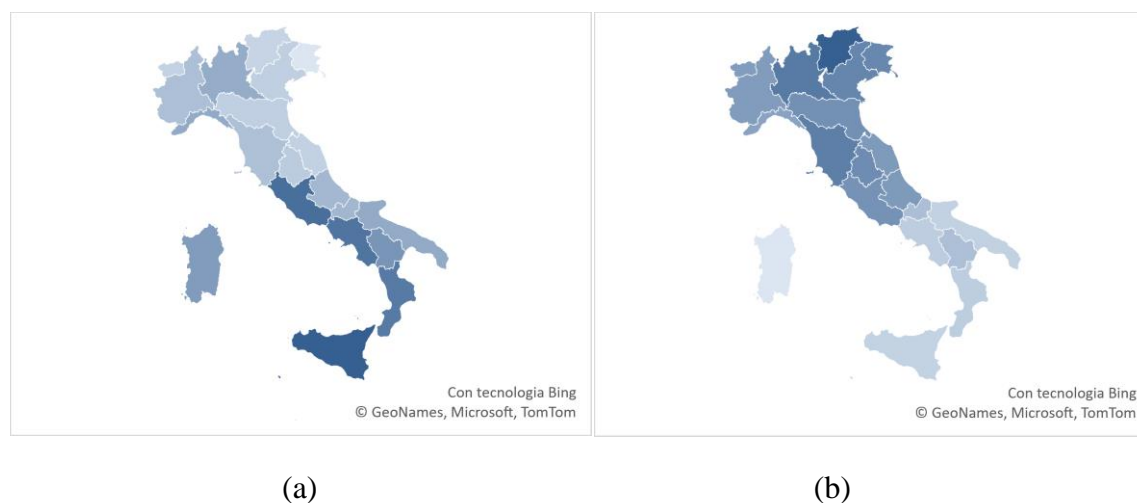 Con tecnologia Bing
© GeoNames, Microsoft, TomTom
Con tecnologia Bing
© GeoNames, Microsoft, TomTom
(a)
(b)